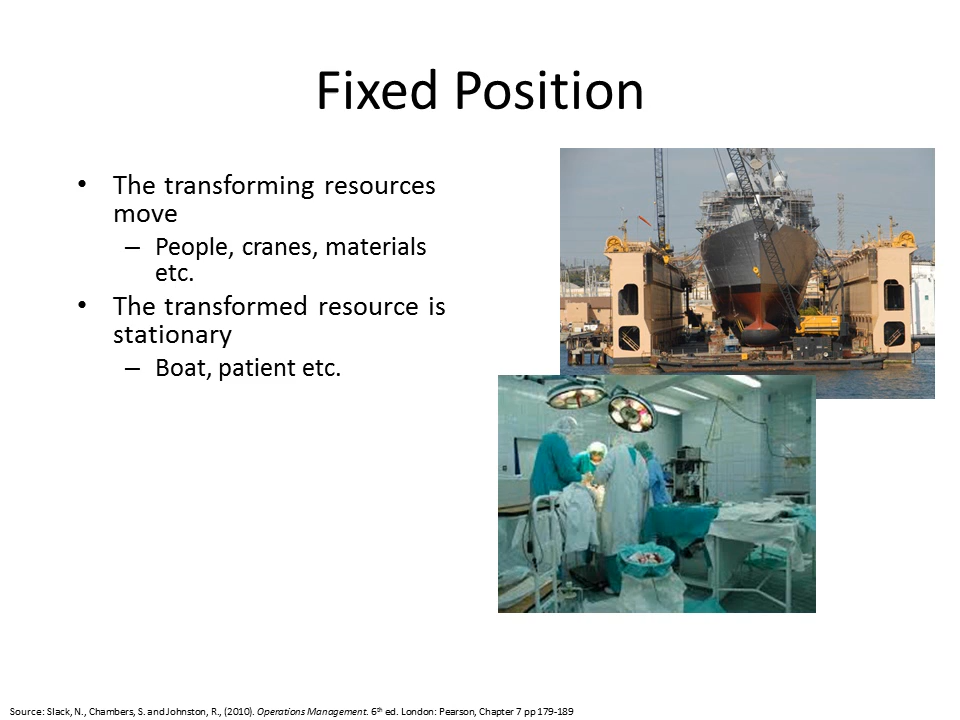 Fixed Position
• The transforming resources
move
– People, cranes, materials
etc.
• The transformed resource is
stationary
– Boat, patient etc.
Source: Slack, N., Chambers, S. and Johnston, R., (2010). Operations Management. 6th ed. London: Pearson, Chapter 7 pp 179-189